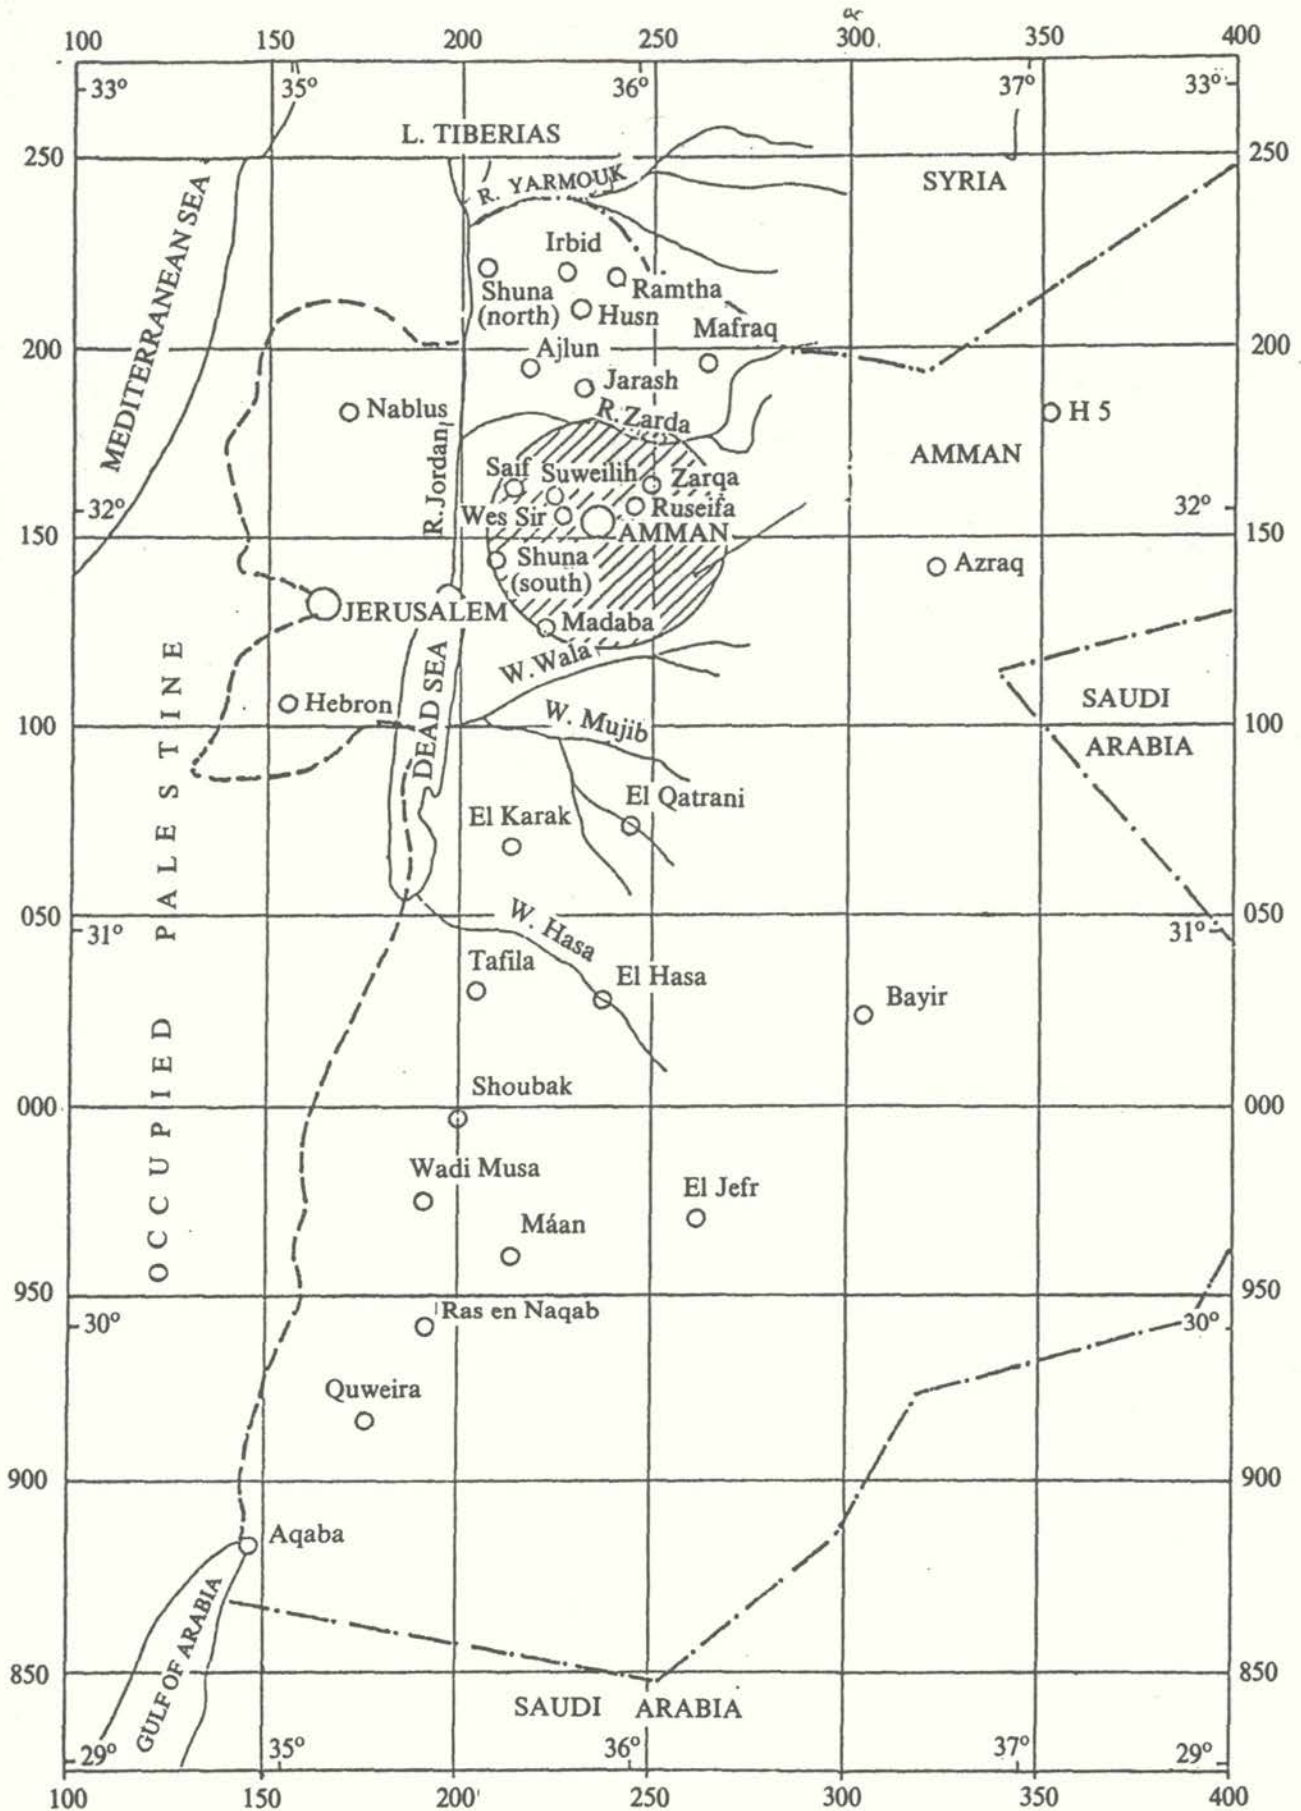 100 150 200 250 300 350 400
33° 35° 36° 37° 33°
L. TIBERIAS
250 250
R. YARMOUK
SYRIA
MEDITERRANEAN SEA
Irbid
Shuna
(north)
Ramtha
Husn
Mafraq
200 200
Ajlun
Jarash
Nablus
R. Zarda
H 5
R. Jordan
AMMAN
Saif Suweilih Zarqa
32° 32°
Wes Sir Ruseifa
AMMAN
150 150
Shuna
(south)
Azraq
JERUSALEM
Madaba
OCCUPIED PALESTINE
W. Wala
Hebron
DEAD SEA
SAUDI
ARABIA
100 100
W. Mujib
El Qatrani
El Karak
050 050
31° 31°
W. Hasa
Tafila
El Hasa
Bayir
Shoubak
000 000
Wadi Musa
El Jefr
Máan
950 950
Ras en Naqab
30° 30°
Quweira
900 900
Aqaba
GULF OF ARABIA
850 850
SAUDI ARABIA
29° 35° 36° 37° 29°
100 150 200 250 300 350 400